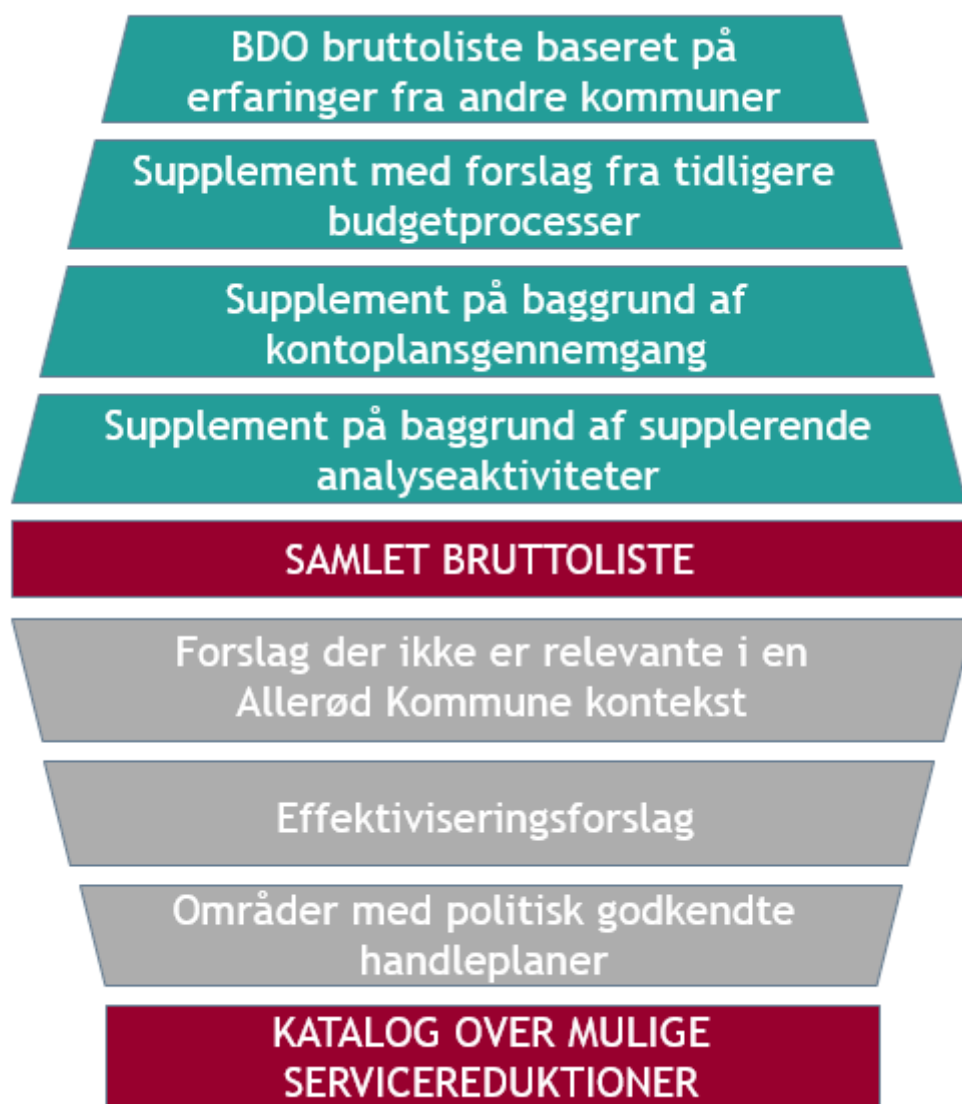 BDO bruttoliste baseret på
erfaringer fra andre kommuner
Supplement med forslag fra tidligere
budgetprocesser
Supplement på baggrund af
kontoplansgennemgang
Supplement på baggrund af supplerende
analyseaktiviteter
SAMLET BRUTTOLISTE
Forslag der ikke er relevante i en
Allerød Kommune kontekst
Effektiviseringsforslag
Områder med politisk godkendte
handleplaner
KATALOG OVER MULIGE
SERVICEREDUKTIONER